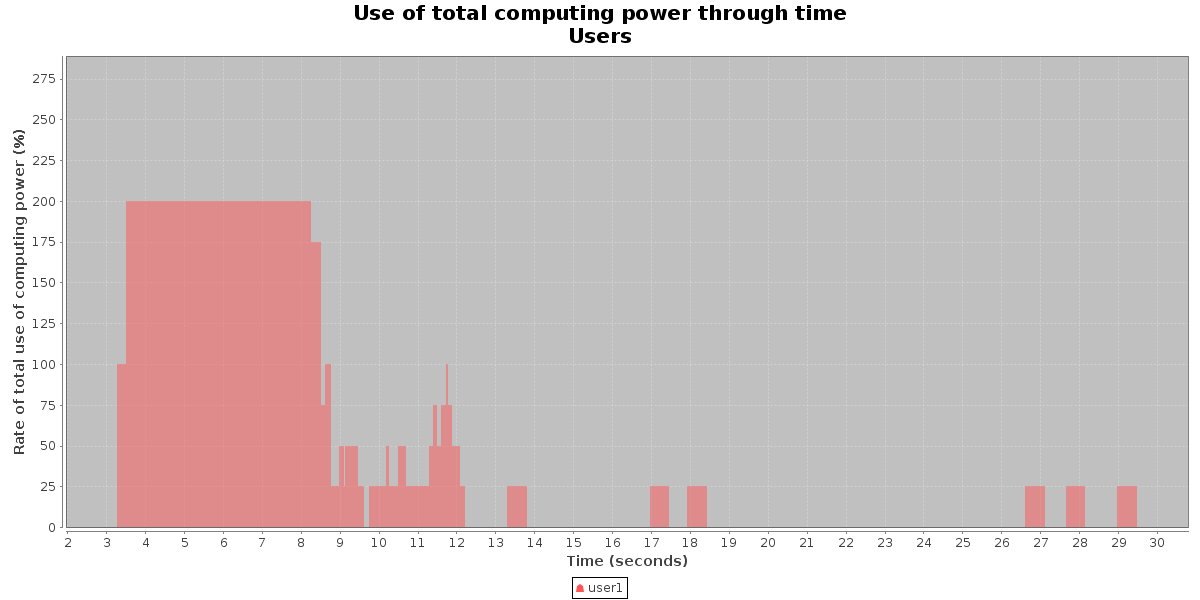 Use of total computing power through time
Users
Rate of total use of computing power (%)
275
250
225
200
175
150
125
100
75
50
25
0
2 3 4 5 6 7 8 9 10 11 12 13 14 15 16 17 18 19 20 21 22 23 24 25 26 27 28 29 30
Time (seconds)
user1